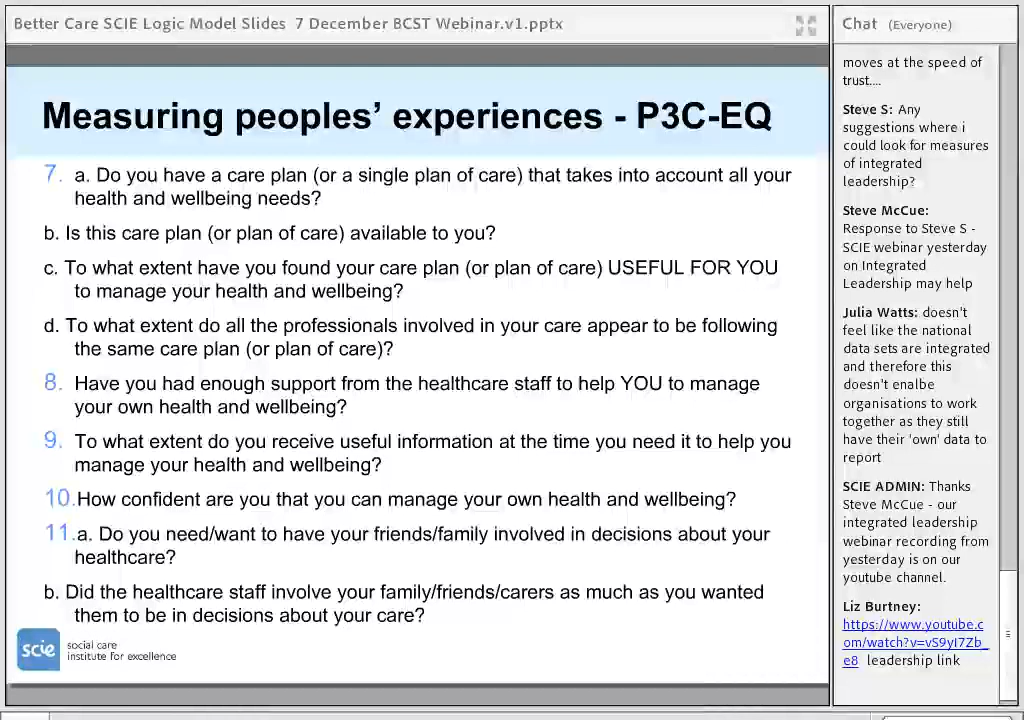 Better Care SCIE Logic Model Slides 7 December BCST Webinar.v1.pptx
Measuring peoples’ experiences - P3C-EQ
7. a. Do you have a care plan (or a single plan of care) that takes into account all your
health and wellbeing needs?
b. Is this care plan (or plan of care) available to you?
c. To what extent have you found your care plan (or plan of care) USEFUL FOR YOU
to manage your health and wellbeing?
d. To what extent do all the professionals involved in your care appear to be following
the same care plan (or plan of care)?
8. Have you had enough support from the healthcare staff to help YOU to manage
your own health and wellbeing?
9. To what extent do you receive useful information at the time you need it to help you
manage your health and wellbeing?
10. How confident are you that you can manage your own health and wellbeing?
11. a. Do you need/want to have your friends/family involved in decisions about your
healthcare?
b. Did the healthcare staff involve your family/friends/carers as much as you wanted
them to be in decisions about your care?
scie
social care
institute for excellence
Chat (Everyone)
moves at the speed of
trust....
Steve S: Any
suggestions where i
could look for measures
of integrated
leadership?
Steve McCue:
Response to Steve S -
SCIE webinar yesterday
on Integrated
Leadership may help
Julia Watts: doesn't
feel like the national
data sets are integrated
and therefore this
doesn't enalbe
organisations to work
together as they still
have their 'own' data to
report
SCIE ADMIN: Thanks
Steve McCue - our
integrated leadership
webinar recording from
yesterday is on our
youtube channel.
Liz Burtney:
https://www.youtube.c
om/watch?v=vS9yI7Zb_
e8 leadership link